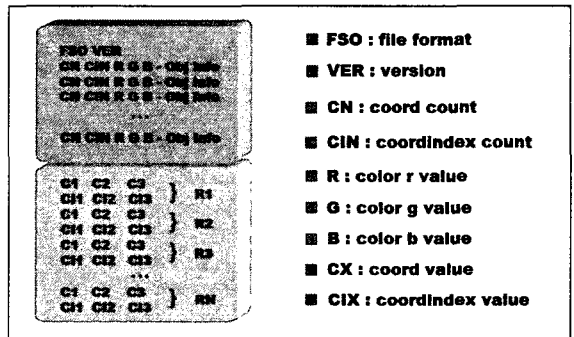 FSO VER
CN CIN R G B - Obj Info
CN CIN R G B - Obj Info
CN CIN R G B - Obj Info
...
CN CIN R G B - Obj Info
C1 C2 C3
CI1 CI2 CI3 } R1
C1 C2 C3
CI1 CI2 CI3 } R2
C1 C2 C3
CI1 CI2 CI3 } R3
...
C1 C2 C3
CI1 CI2 CI3 } RN
FSO : file format
VER : version
CN : coord count
CIN : coordindex count
R : color r value
G : color g value
B : color b value
CX : coord value
CIX : coordindex value